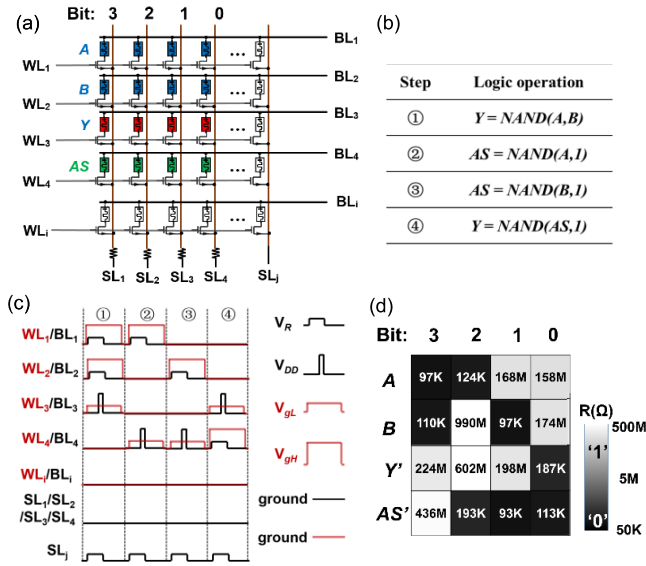 (a)
Bit: 3 2 1 0
BL1
A
WL1
BL2
B
WL2
BL3
Y
WL3
BL4
AS
WL4
BLi
WLi
...
...
...
...
...
SL1 SL2 SL3 SL4 SLj
(b)
Step Logic operation
① Y = NAND(A,B)
② AS = NAND(A,1)
③ AS = NAND(B,1)
④ Y = NAND(AS,1)
(c)
① ② ③ ④
WL1/BL1
WL2/BL2
WL3/BL3
WL4/BL4
WLi/BLi
SL1/SL2
/SL3/SL4
SLj
VR
VDD
VgL
VgH
ground
ground
(d)
Bit: 3 2 1 0
A 97K 124K 168M 158M
B 110K 990M 97K 174M
Y' 224M 602M 198M 187K
AS' 436M 193K 93K 113K
R(Ω)
500M
'1'
5M
'0'
50K